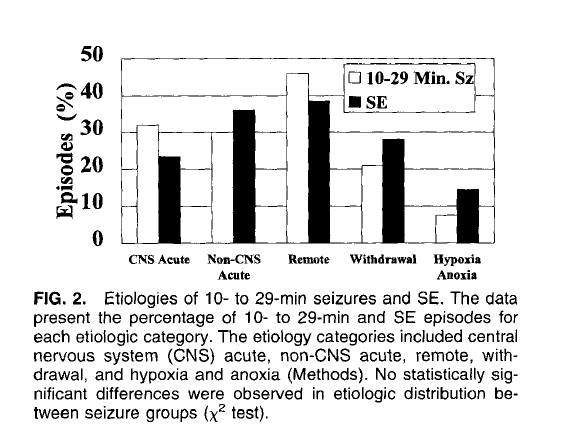 50
40
30
20
10
0
Episodes (%)
10-29 Min. Sz
SE
CNS Acute
Non-CNS
Acute
Remote
Withdrawal
Hypoxia
Anoxia
FIG. 2. Etiologies of 10- to 29-min seizures and SE. The data
present the percentage of 10- to 29-min and SE episodes for
each etiologic category. The etiology categories included central
nervous system (CNS) acute, non-CNS acute, remote, with-
drawal, and hypoxia and anoxia (Methods). No statistically sig-
nificant differences were observed in etiologic distribution be-
tween seizure groups (χ² test).